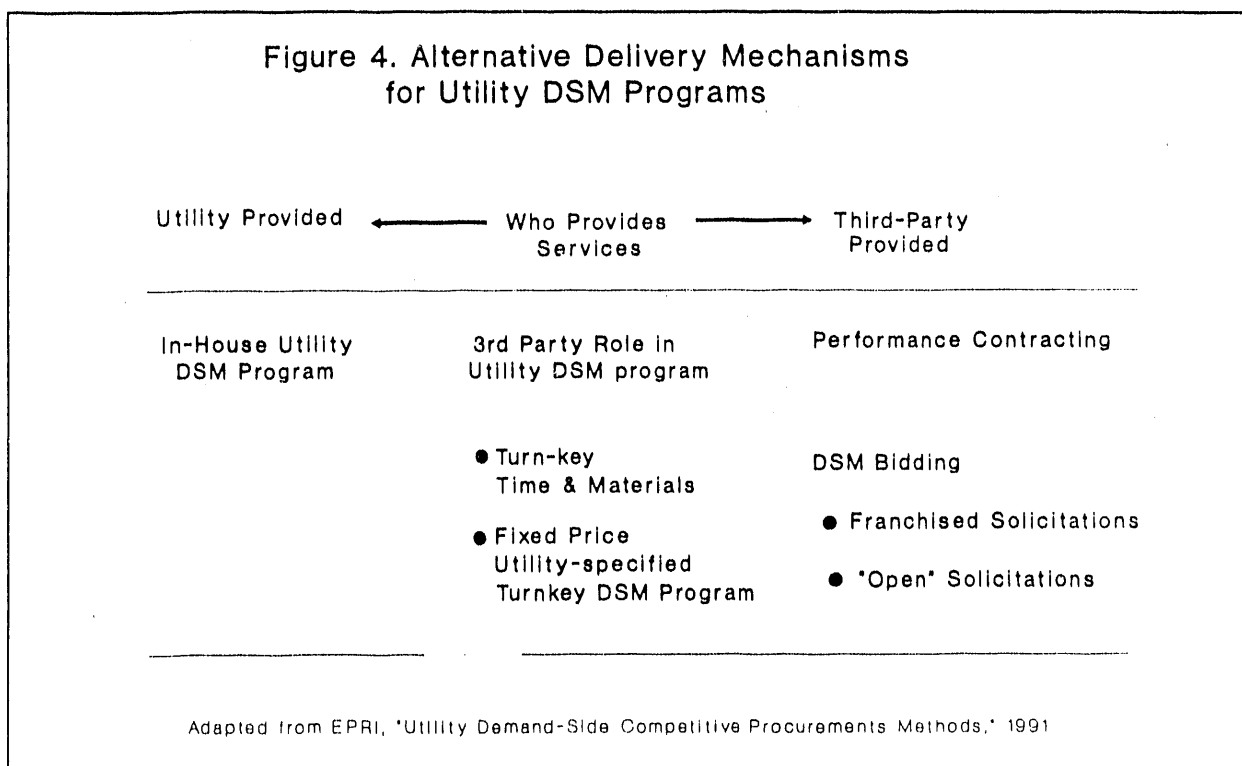 Figure 4. Alternative Delivery Mechanisms
for Utility DSM Programs
Utility Provided
Who Provides
Services
Third-Party
Provided
In-House Utility
DSM Program
3rd Party Role in
Utility DSM program
● Turn-key
Time & Materials
● Fixed Price
Utility-specified
Turnkey DSM Program
Performance Contracting
DSM Bidding
● Franchised Solicitations
● "Open" Solicitations
Adapted from EPRI, "Utility Demand-Side Competitive Procurements Methods," 1991